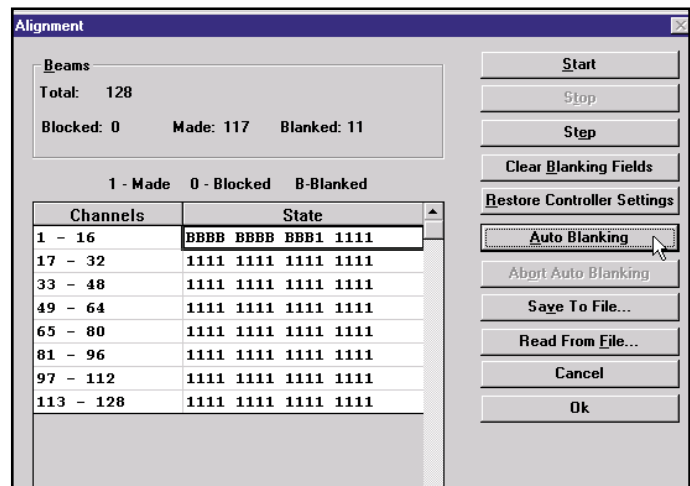 Alignment
Beams
Total: 128
Blocked: 0 Made: 117 Blanked: 11
1 - Made 0 - Blocked B-Blanked
Channels State
1 - 16 BBBB BBBB BBB1 1111
17 - 32 1111 1111 1111 1111
33 - 48 1111 1111 1111 1111
49 - 64 1111 1111 1111 1111
65 - 80 1111 1111 1111 1111
81 - 96 1111 1111 1111 1111
97 - 112 1111 1111 1111 1111
113 - 128 1111 1111 1111 1111
Start
Stop
Step
Clear Blanking Fields
Restore Controller Settings
Auto Blanking
Abort Auto Blanking
Save To File...
Read From File...
Cancel
Ok